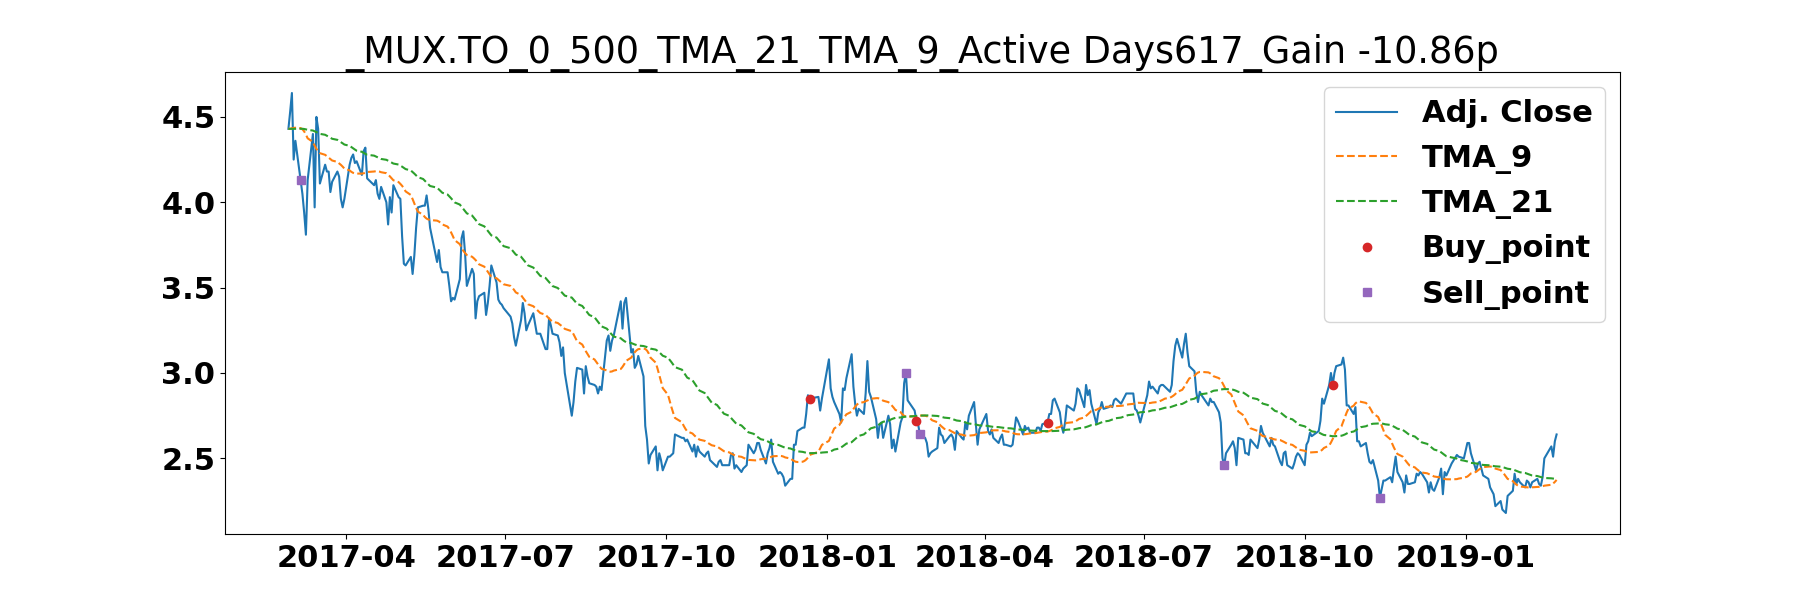 _MUX.TO_0_500_TMA_21_TMA_9_Active Days617_Gain -10.86p
Adj. Close
TMA_9
TMA_21
Buy_point
Sell_point
4.5
4.0
3.5
3.0
2.5
2017-04 2017-07 2017-10 2018-01 2018-04 2018-07 2018-10 2019-01